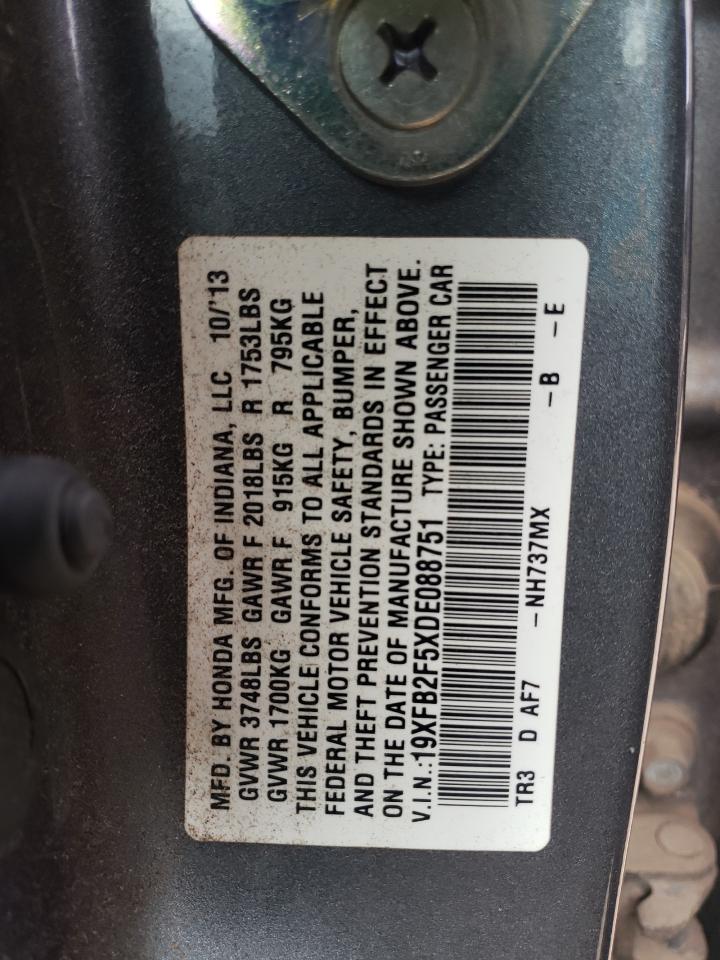 MFD. BY HONDA MFG. OF INDIANA, LLC 10/'13
GVWR 3748LBS GAWR F 2018LBS R 1753LBS
GVWR 1700KG GAWR F 915KG R 795KG
THIS VEHICLE CONFORMS TO ALL APPLICABLE
FEDERAL MOTOR VEHICLE SAFETY, BUMPER,
AND THEFT PREVENTION STANDARDS IN EFFECT
ON THE DATE OF MANUFACTURE SHOWN ABOVE.
V.I.N.:19XFB2F5XDE088751 TYPE: PASSENGER CAR
TR3 D AF7 -NH737MX -B -E